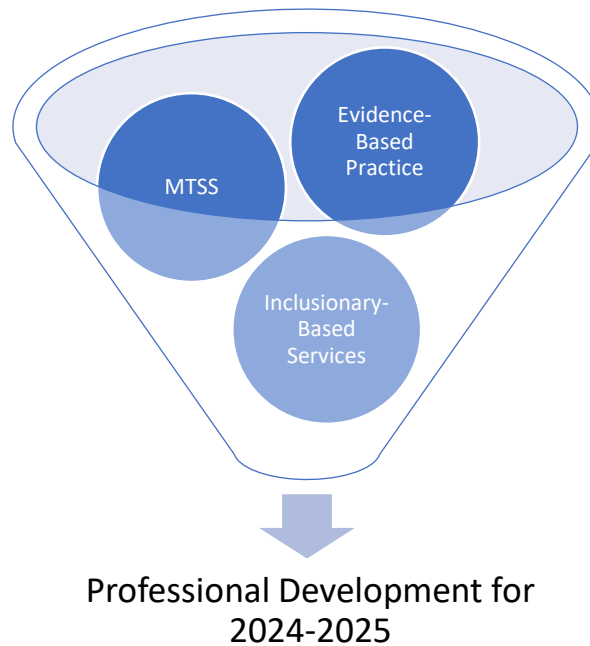 Evidence-
Based
Practice
MTSS
Inclusionary-
Based
Services
Professional Development for
2024-2025